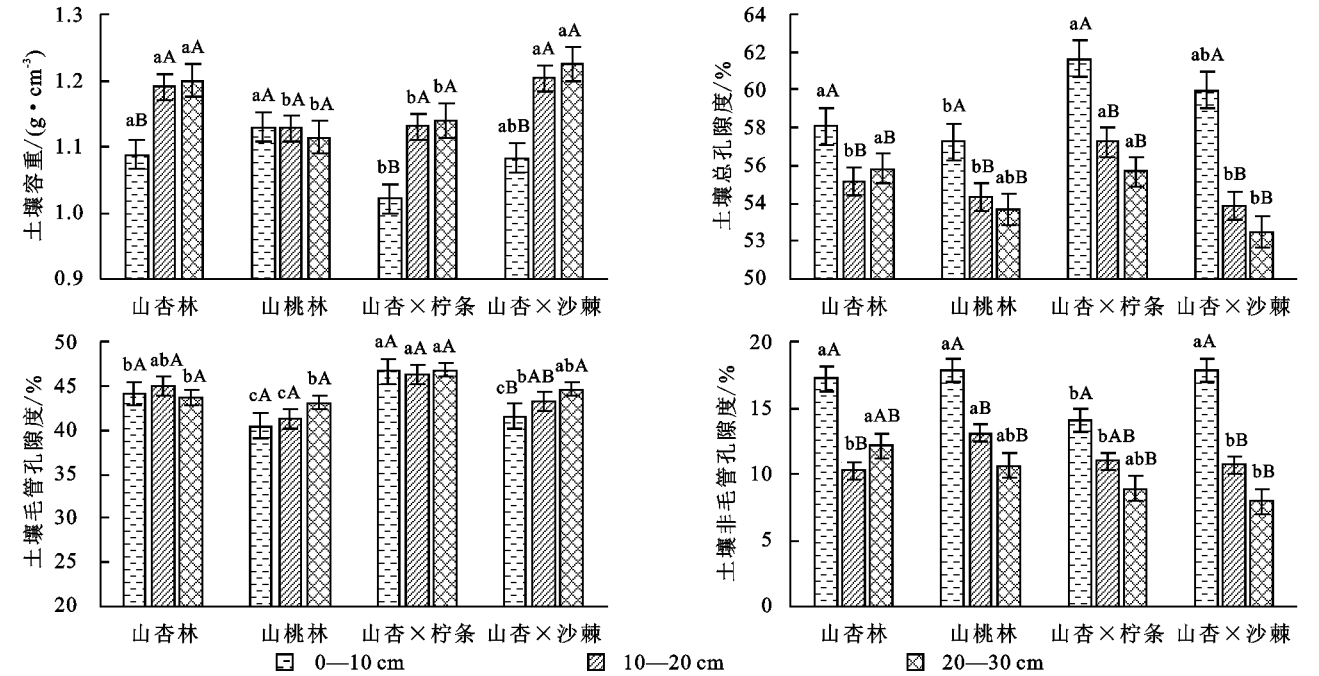 土壤容重/(g·cm⁻³)
1.3
1.2
1.1
1.0
0.9
aB
aA
aA
aA
bA
bA
bB
bA
bA
abB
aA
aA
山杏林
山桃林
山杏×柠条
山杏×沙棘
土壤总孔隙度/%
64
62
60
58
56
54
53
50
aA
bB
aB
bA
bB
abB
aA
aB
aB
abA
bB
bB
山杏林
山桃林
山杏×柠条
山杏×沙棘
土壤毛管孔隙度/%
50
45
40
35
30
25
20
bA
abA
bA
cA
cA
bA
aA
aA
aA
cB
bAB
abA
山杏林
山桃林
山杏×柠条
山杏×沙棘
土壤非毛管孔隙度/%
20
15
10
5
0
aA
bB
aAB
aA
aB
abB
bA
bAB
abB
aA
bB
bB
山杏林
山桃林
山杏×柠条
山杏×沙棘
0—10 cm
10—20 cm
20—30 cm